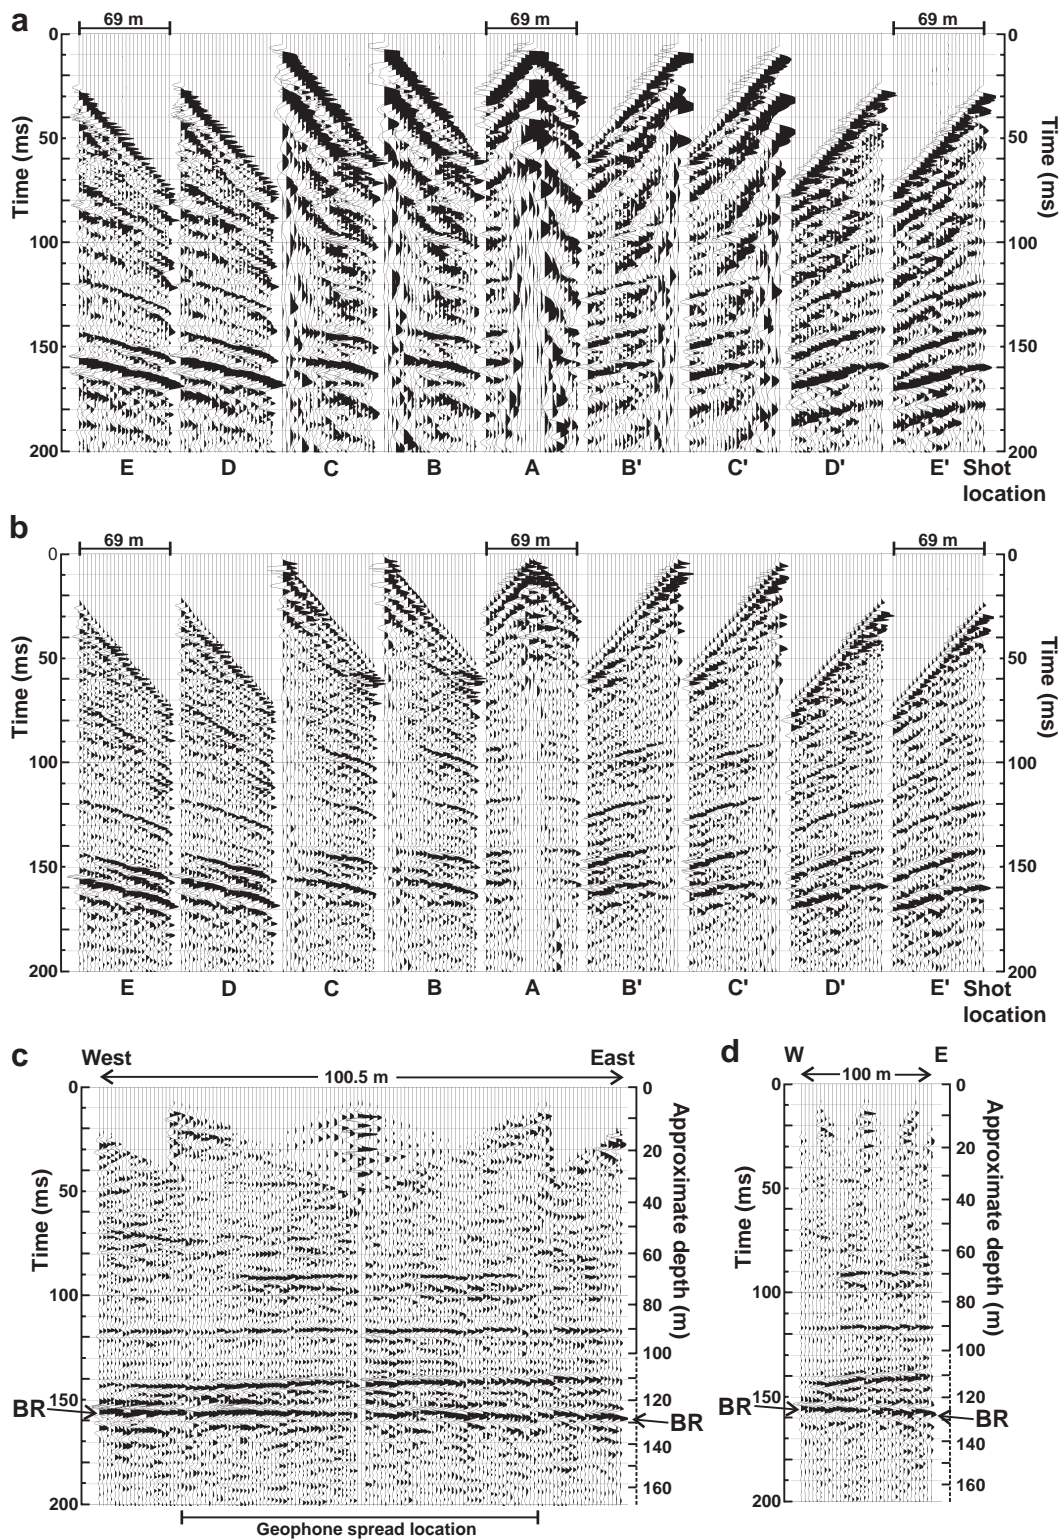 a
69 m 69 m 69 m
0 0
50 50
100 100
150 150
200 200
Time (ms) Time (ms)
E D C B A B' C' D' E' Shot
location
b
69 m 69 m 69 m
0 0
50 50
100 100
150 150
200 200
Time (ms) Time (ms)
E D C B A B' C' D' E' Shot
location
c West East
100.5 m
0 0
50 20
100 40
150 60
200 80
100
120
140
160
Time (ms) Approximate depth (m)
BR BR
Geophone spread location
d W E
100 m
0 0
50 20
100 40
150 60
200 80
100
120
140
160
Time (ms) Approximate depth (m)
BR BR